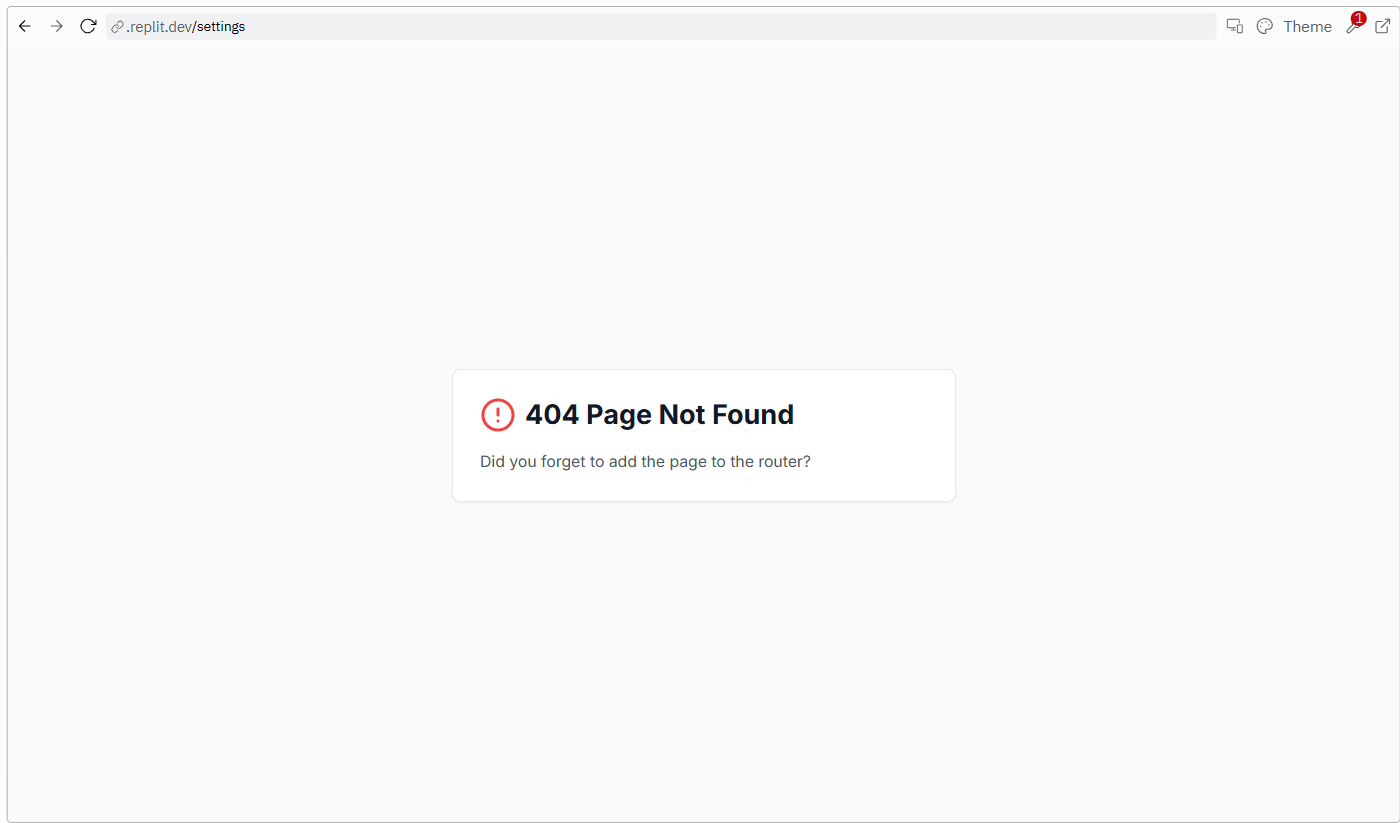 .replit.dev/settings
Theme
1
404 Page Not Found
Did you forget to add the page to the router?